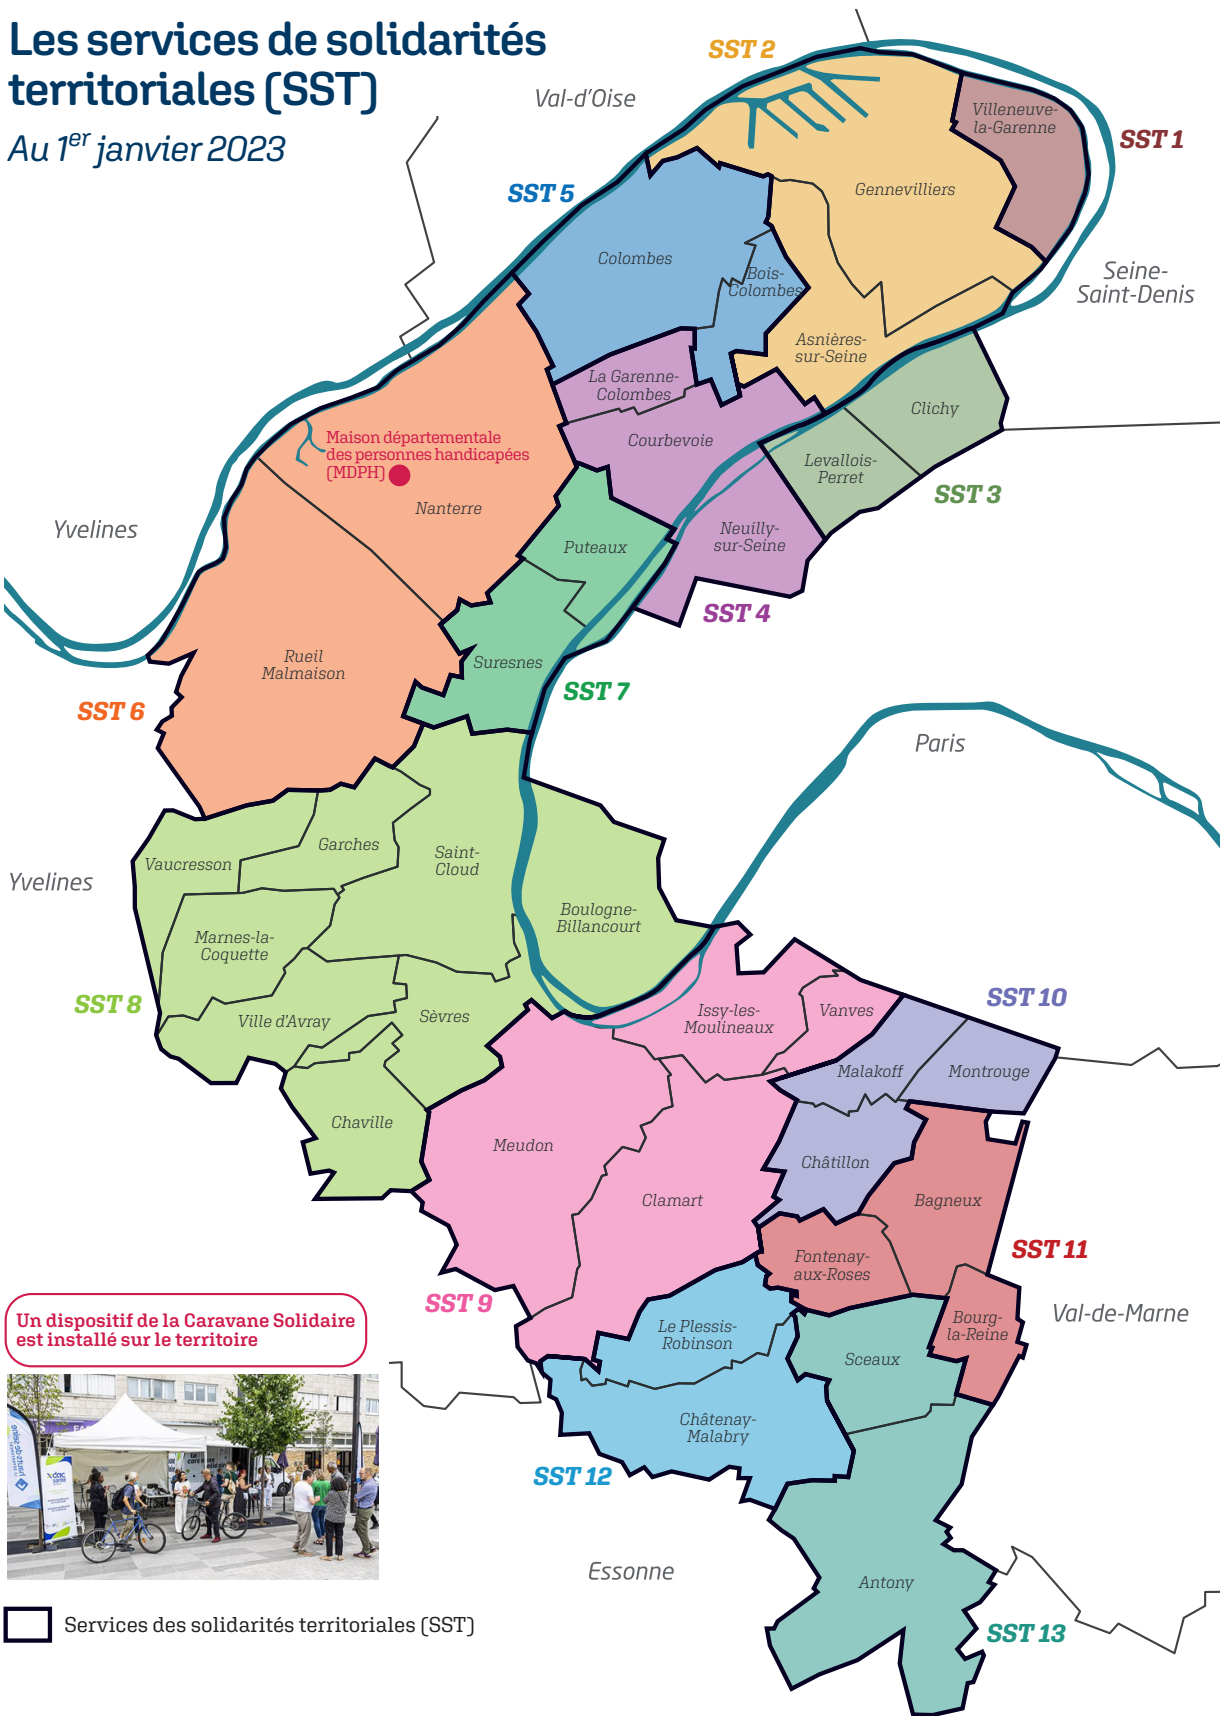 Les services de solidarités
territoriales (SST)
Au 1er janvier 2023
Val-d'Oise
SST 2
Villeneuve-
la-Garenne
SST 1
Gennevilliers
SST 5
Colombes
Bois-
Colombes
Seine-
Saint-Denis
Asnières-
sur-Seine
La Garenne-
Colombes
Clichy
Courbevoie
Maison départementale
des personnes handicapées
(MDPH)
Levallois-
Perret
SST 3
Nanterre
Yvelines
Puteaux
Neuilly-
sur-Seine
SST 4
Rueil
Malmaison
Suresnes
SST 7
SST 6
Paris
Vaucresson
Garches
Saint-
Cloud
Yvelines
Boulogne-
Billancourt
Marnes-la-
Coquette
SST 8
Ville d'Avray
Sèvres
Issy-les-
Moulineaux
Vanves
SST 10
Malakoff
Montrouge
Chaville
Meudon
Châtillon
Clamart
Bagneux
SST 11
Fontenay-
aux-Roses
SST 9
Val-de-Marne
Bourg-
la-Reine
Un dispositif de la Caravane Solidaire
est installé sur le territoire
Le Plessis-
Robinson
Sceaux
Châtenay-
Malabry
SST 12
Essonne
Antony
SST 13
Services des solidarités territoriales (SST)